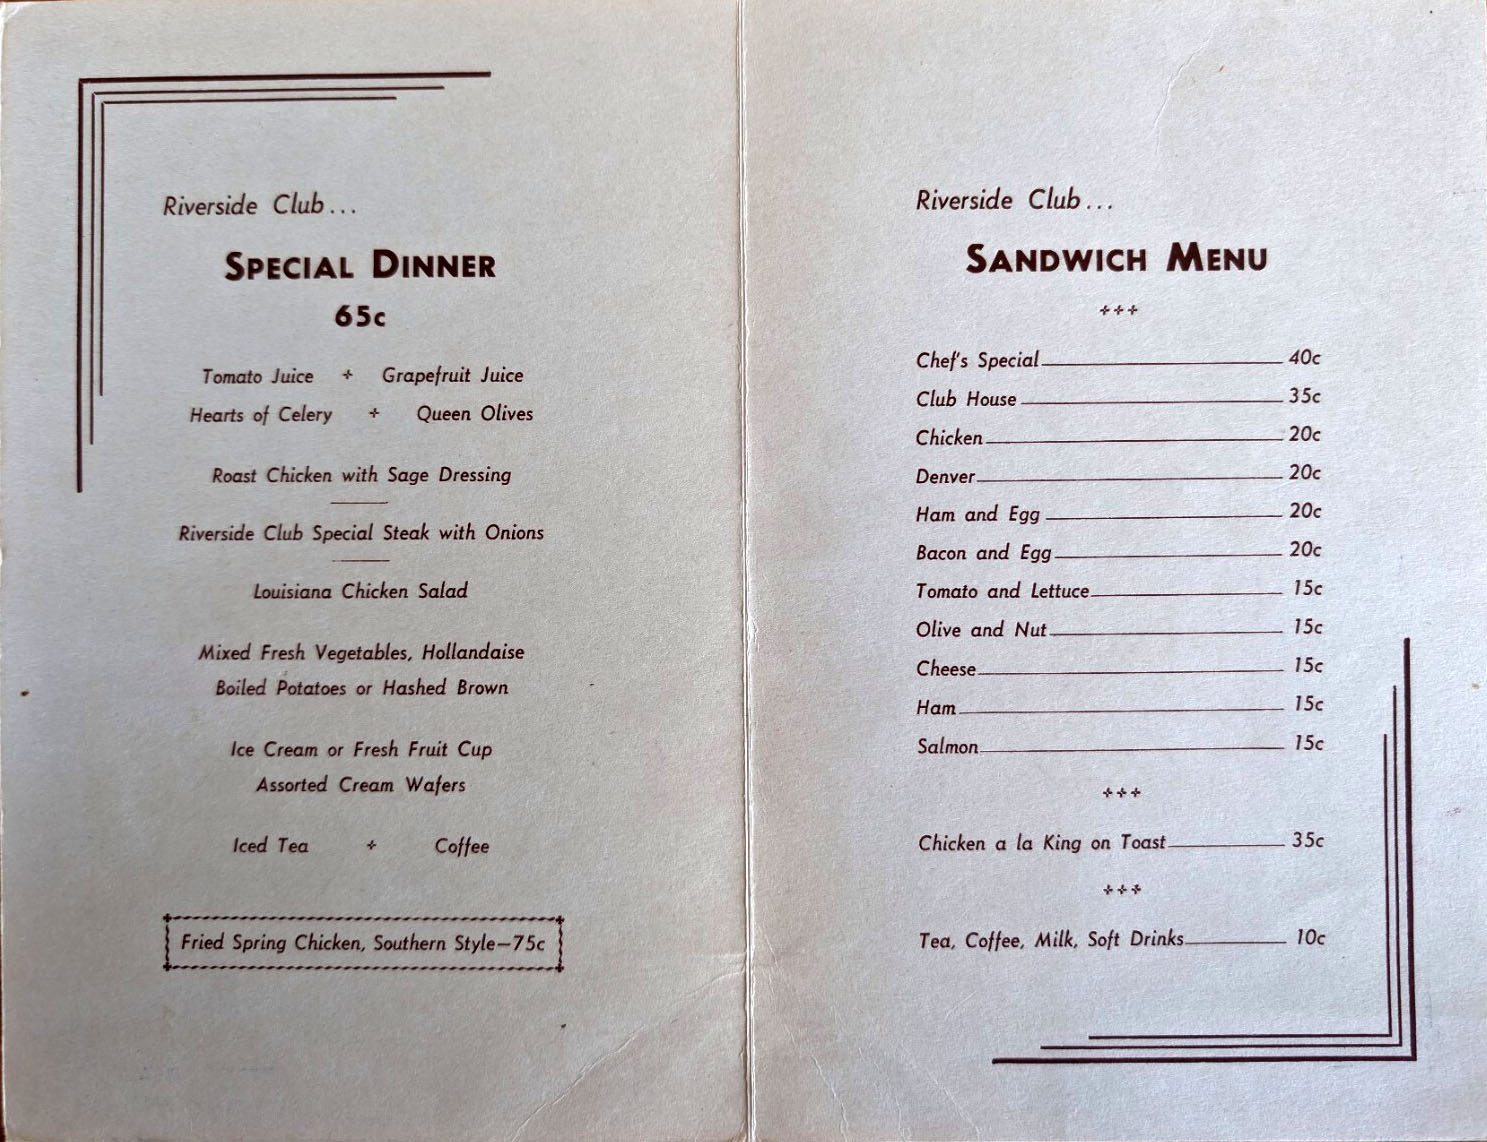 Riverside Club...
SPECIAL DINNER
65c
Tomato Juice + Grapefruit Juice
Hearts of Celery + Queen Olives
Roast Chicken with Sage Dressing
Riverside Club Special Steak with Onions
Louisiana Chicken Salad
Mixed Fresh Vegetables, Hollandaise
Boiled Potatoes or Hashed Brown
Ice Cream or Fresh Fruit Cup
Assorted Cream Wafers
Iced Tea + Coffee
Fried Spring Chicken, Southern Style—75c
Riverside Club...
SANDWICH MENU
+++
Chef's Special 40c
Club House 35c
Chicken 20c
Denver 20c
Ham and Egg 20c
Bacon and Egg 20c
Tomato and Lettuce 15c
Olive and Nut 15c
Cheese 15c
Ham 15c
Salmon 15c
+++
Chicken a la King on Toast 35c
+++
Tea, Coffee, Milk, Soft Drinks 10c